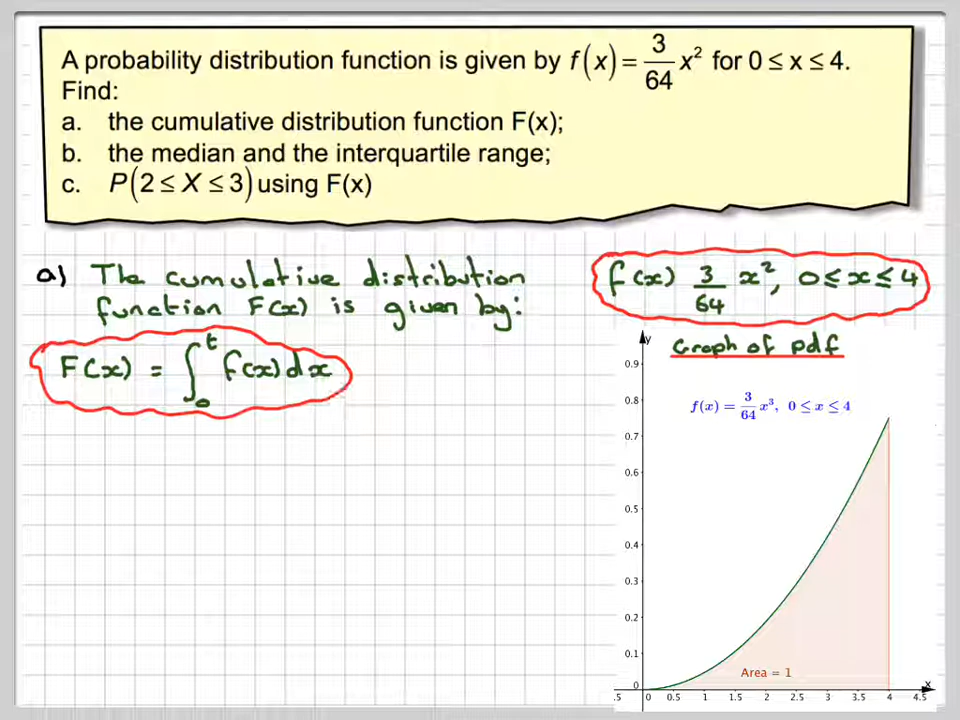 A probability distribution function is given by f(x) = 3/64 x² for 0 ≤ x ≤ 4.
Find:
a. the cumulative distribution function F(x);
b. the median and the interquartile range;
c. P(2 ≤ X ≤ 3) using F(x)
a) The cumulative distribution
function F(x) is given by:
F(x) = ∫₀ᵗ f(x)dx
f(x) 3/64 x², 0 ≤ x ≤ 4
Graph of pdf
y
f(x) = 3/64 x³, 0 ≤ x ≤ 4
0.9
0.8
0.7
0.6
0.5
0.4
0.3
0.2
0.1
0
Area = 1
x
.5 0 0.5 1 1.5 2 2.5 3 3.5 4 4.5